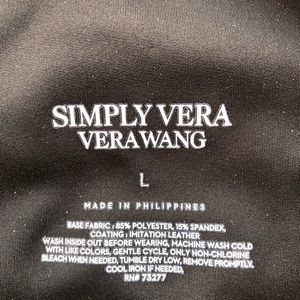 SIMPLY VERA
VERA WANG
L
MADE IN PHILIPPINES
BASE FABRIC : 85% POLYESTER, 15% SPANDEX,
COATING : IMITATION LEATHER
WASH INSIDE OUT BEFORE WEARING, MACHINE WASH COLD
WITH LIKE COLORS, GENTLE CYCLE, ONLY NON-CHLORINE
BLEACH WHEN NEEDED, TUMBLE DRY LOW, REMOVE PROMPTLY.
COOL IRON IF NEEDED.
RN# 73277